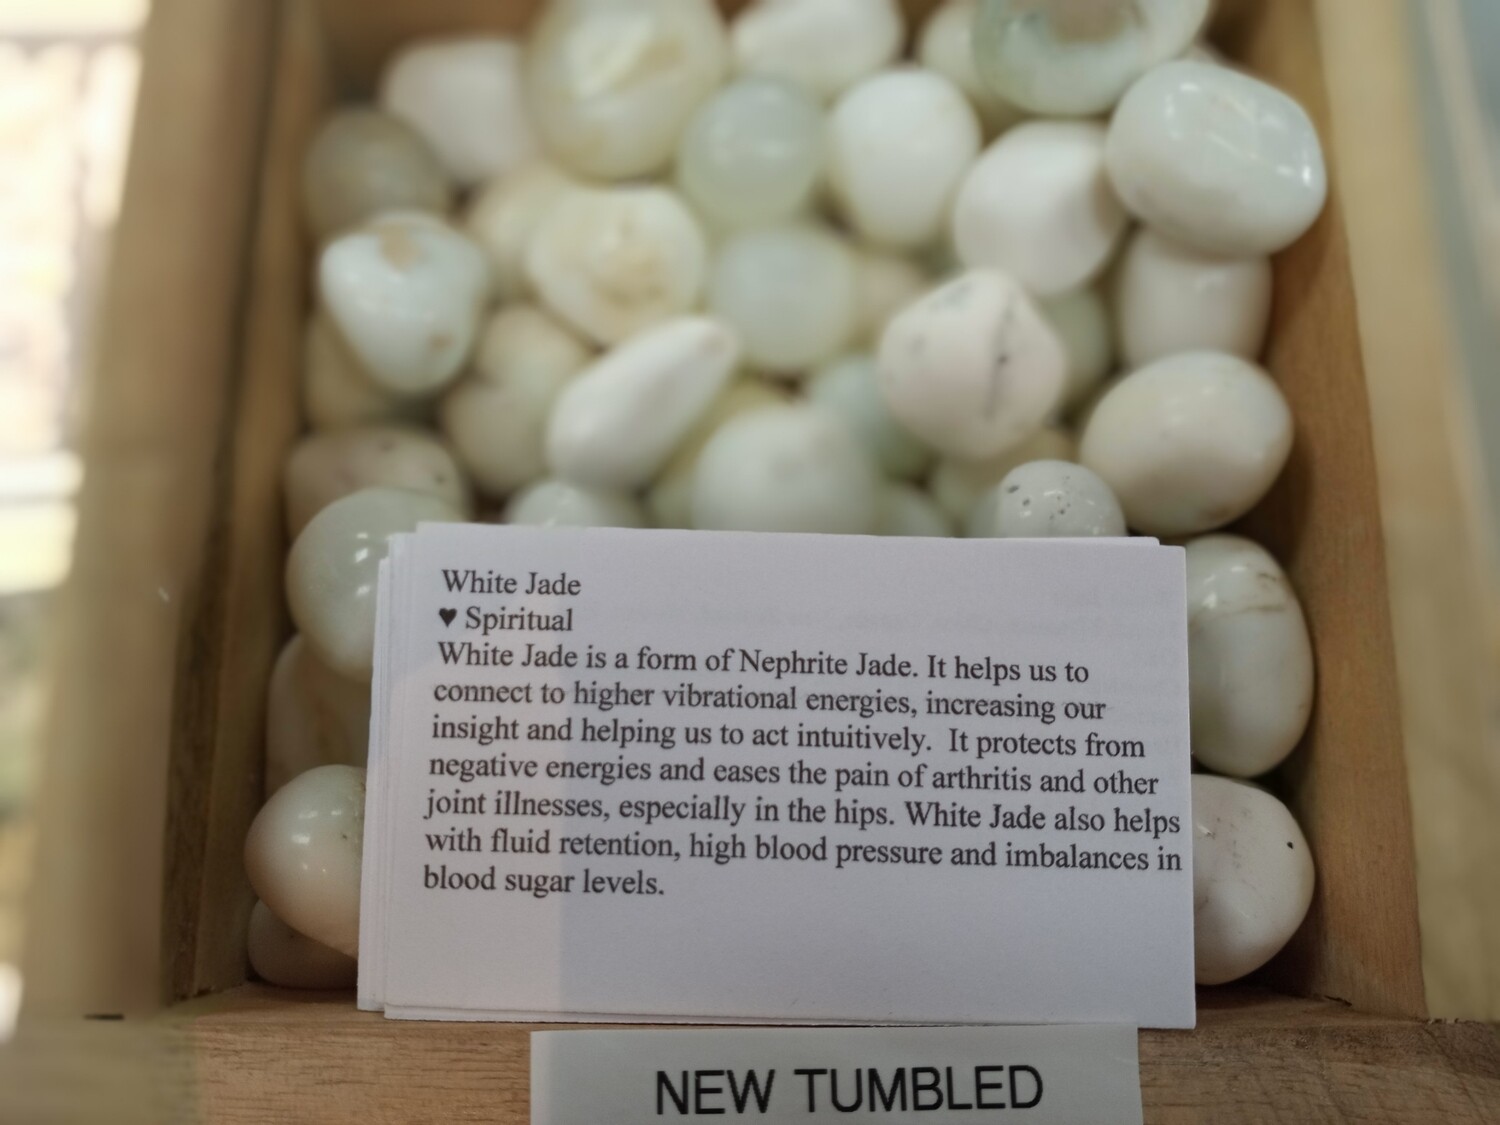 White Jade
♥ Spiritual
White Jade is a form of Nephrite Jade. It helps us to
connect to higher vibrational energies, increasing our
insight and helping us to act intuitively.  It protects from
negative energies and eases the pain of arthritis and other
joint illnesses, especially in the hips. White Jade also helps
with fluid retention, high blood pressure and imbalances in
blood sugar levels.
NEW TUMBLED